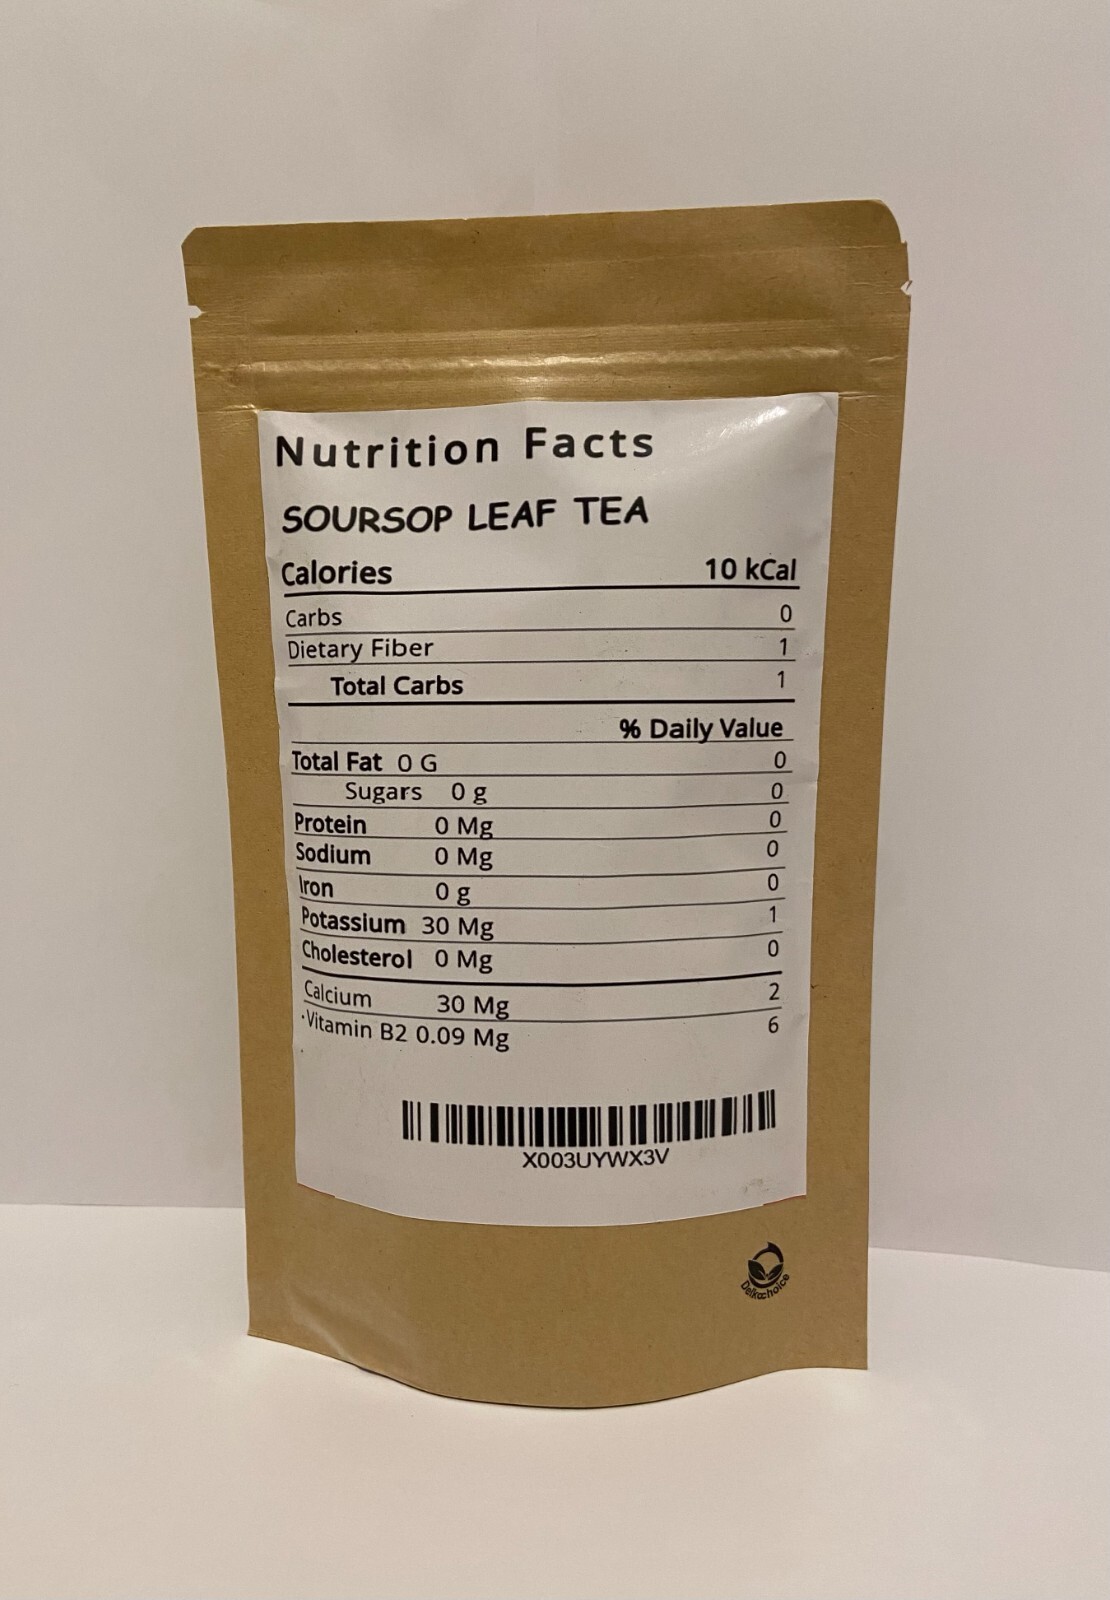 Nutrition Facts
SOURSOP LEAF TEA
Calories 10 kCal
Carbs 0
Dietary Fiber 1
Total Carbs 1
% Daily Value
Total Fat 0 G 0
Sugars 0 g 0
Protein 0 Mg 0
Sodium 0 Mg 0
Iron 0 g 0
Potassium 30 Mg 1
Cholesterol 0 Mg 0
Calcium 30 Mg 2
Vitamin B2 0.09 Mg 6
X003UYWX3V